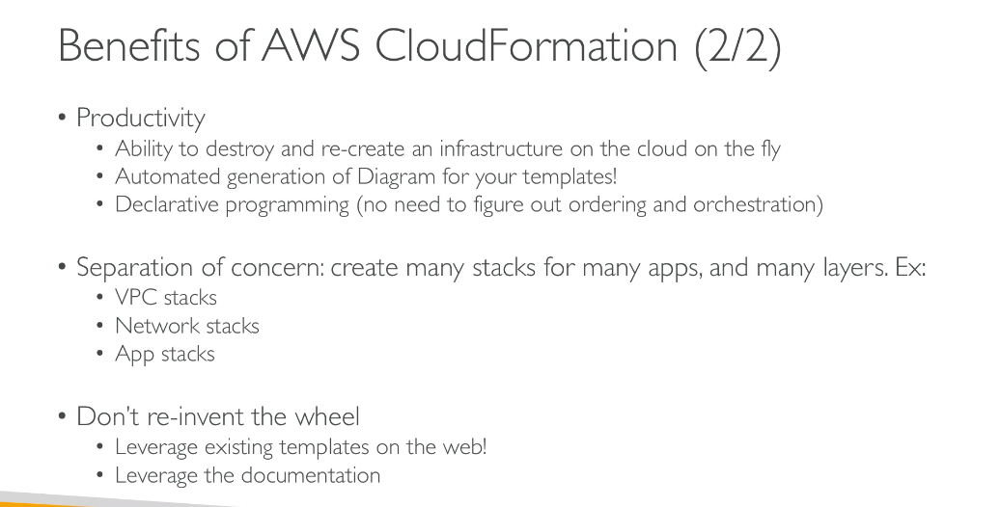 Benefits of AWS CloudFormation (2/2)
• Productivity
• Ability to destroy and re-create an infrastructure on the cloud on the fly
• Automated generation of Diagram for your templates!
• Declarative programming (no need to figure out ordering and orchestration)
• Separation of concern: create many stacks for many apps, and many layers. Ex:
• VPC stacks
• Network stacks
• App stacks
• Don't re-invent the wheel
• Leverage existing templates on the web!
• Leverage the documentation